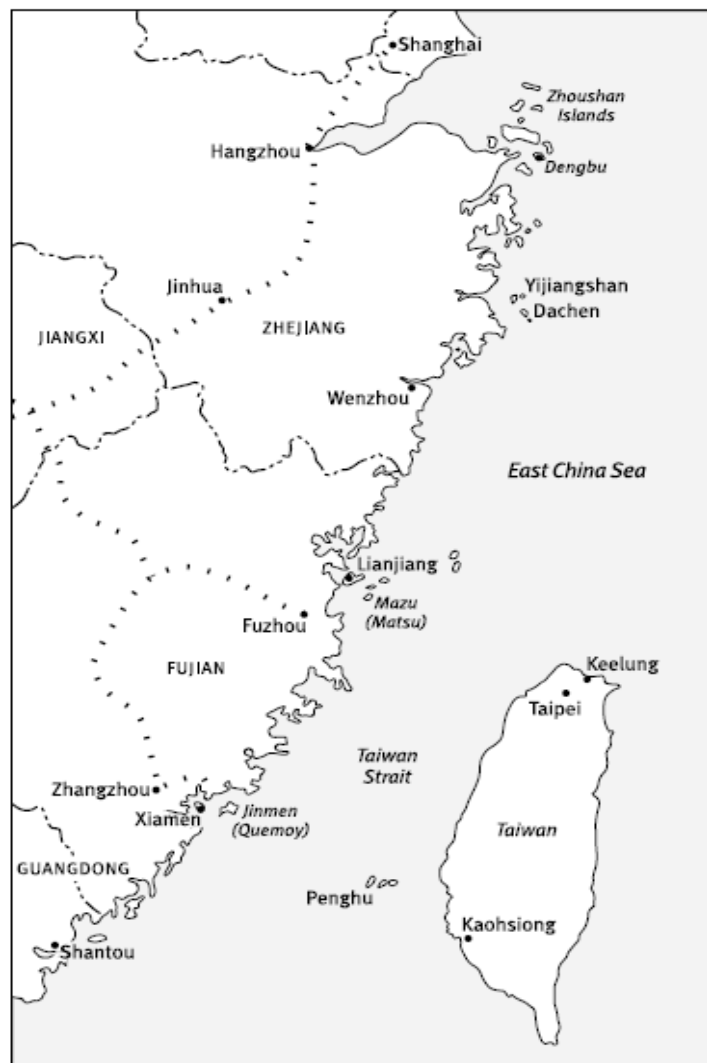 Shanghai
Zhoushan
Islands
Hangzhou
Dengbu
Jinhua
Yijiangshan
Dachen
JIANGXI
ZHEJIANG
Wenzhou
East China Sea
Lianjiang
Mazu
(Matsu)
Fuzhou
FUJIAN
Keelung
Taipei
Taiwan
Strait
Zhangzhou
Xiamen
Jinmen
(Quemoy)
Taiwan
GUANGDONG
Penghu
Kaohsiong
Shantou